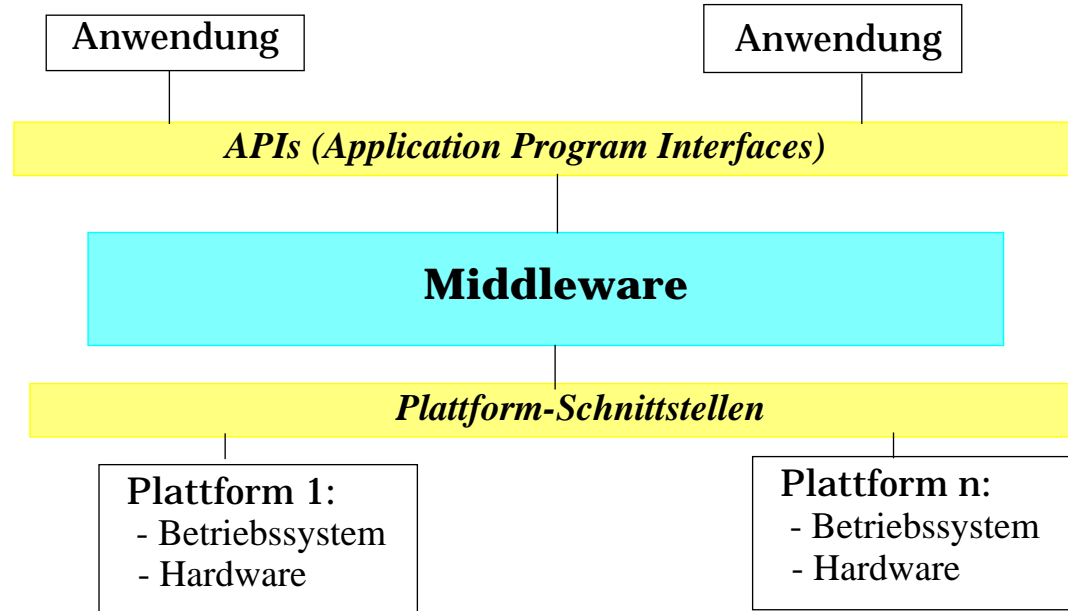 Anwendung
Anwendung
APIs (Application Program Interfaces)
Middleware
Plattform-Schnittstellen
Plattform 1:
- Betriebssystem
- Hardware
Plattform n:
- Betriebssystem
- Hardware